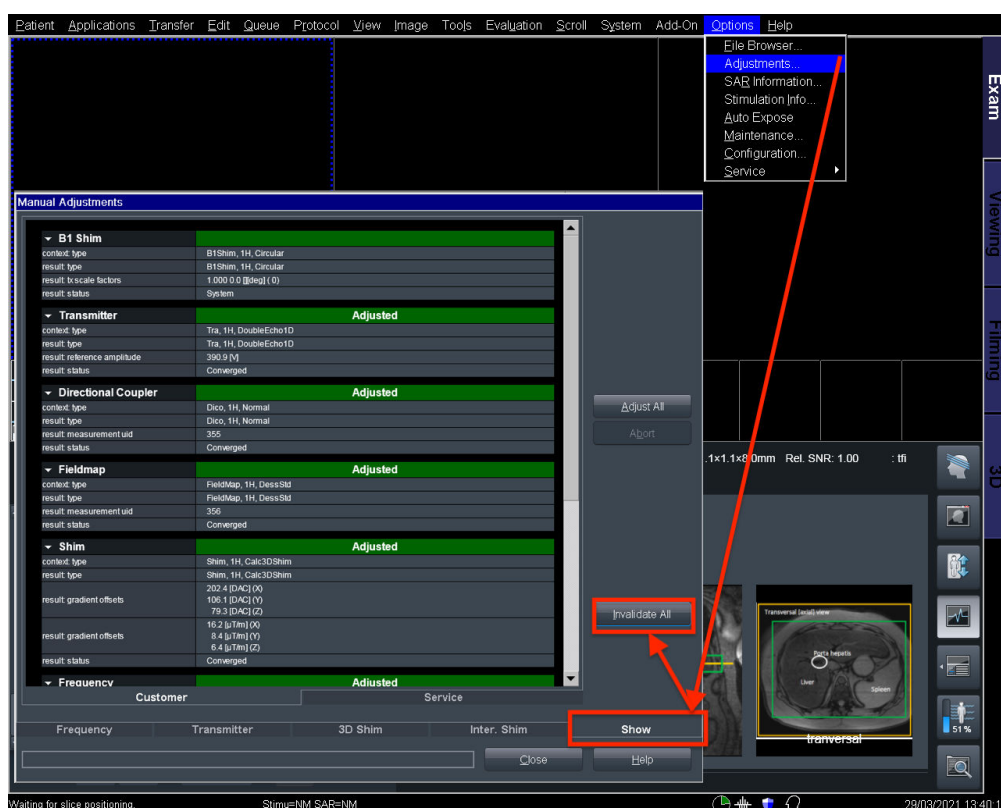 Patient Applications Transfer Edit Queue Protocol View Image Tools Evaluation Scroll System Add-On Options Help
File Browser...
Adjustments...
SAR Information...
Stimulation Info...
Auto Expose
Maintenance...
Configuration...
Service
Exam
Viewing
Filming
3D
Manual Adjustments
B1 Shim
context: type B1Shim, 1H, Circular
result: type B1Shim, 1H, Circular
result: tx scale factors 1.000 0.0 [][deg] ( 0)
result: status System
Transmitter Adjusted
context: type Tra, 1H, DoubleEcho1D
result: type Tra, 1H, DoubleEcho1D
result: reference amplitude 390.9 [V]
result: status Converged
Directional Coupler Adjusted
context: type Dico, 1H, Normal
result: type Dico, 1H, Normal
result: measurement uid 355
result: status Converged
Fieldmap Adjusted
context: type FieldMap, 1H, DessStd
result: type FieldMap, 1H, DessStd
result: measurement uid 356
result: status Converged
Shim Adjusted
context: type Shim, 1H, Calc3DShim
result: type Shim, 1H, Calc3DShim
result: gradient offsets 202.4 [DAC] (X)
106.1 [DAC] (Y)
79.3 [DAC] (Z)
result: gradient offsets 16.2 [µT/m] (X)
8.4 [µT/m] (Y)
6.4 [µT/m] (Z)
result: status Converged
Frequency Adjusted
Customer Service
Frequency Transmitter 3D Shim Inter. Shim Show
Close Help
Adjust All
Abort
Invalidate All
.1×1.1×8.0mm Rel. SNR: 1.00 : tfi
Transversal (axial) view
Porta hepatis
Liver
Spleen
tranversal
51 %
Waiting for slice positioning. Stimu=NM SAR=NM 29/03/2021 13:40:1